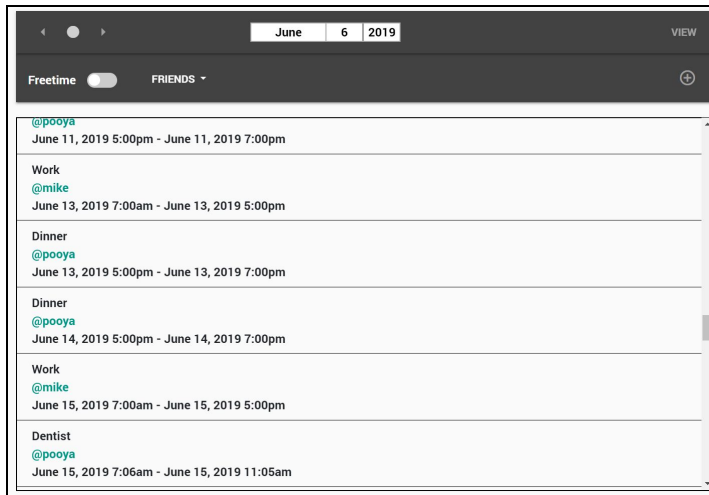 June 6 2019 VIEW
Freetime FRIENDS
@pooya
June 11, 2019 5:00pm - June 11, 2019 7:00pm
Work
@mike
June 13, 2019 7:00am - June 13, 2019 5:00pm
Dinner
@pooya
June 13, 2019 5:00pm - June 13, 2019 7:00pm
Dinner
@pooya
June 14, 2019 5:00pm - June 14, 2019 7:00pm
Work
@mike
June 15, 2019 7:00am - June 15, 2019 5:00pm
Dentist
@pooya
June 15, 2019 7:06am - June 15, 2019 11:05am